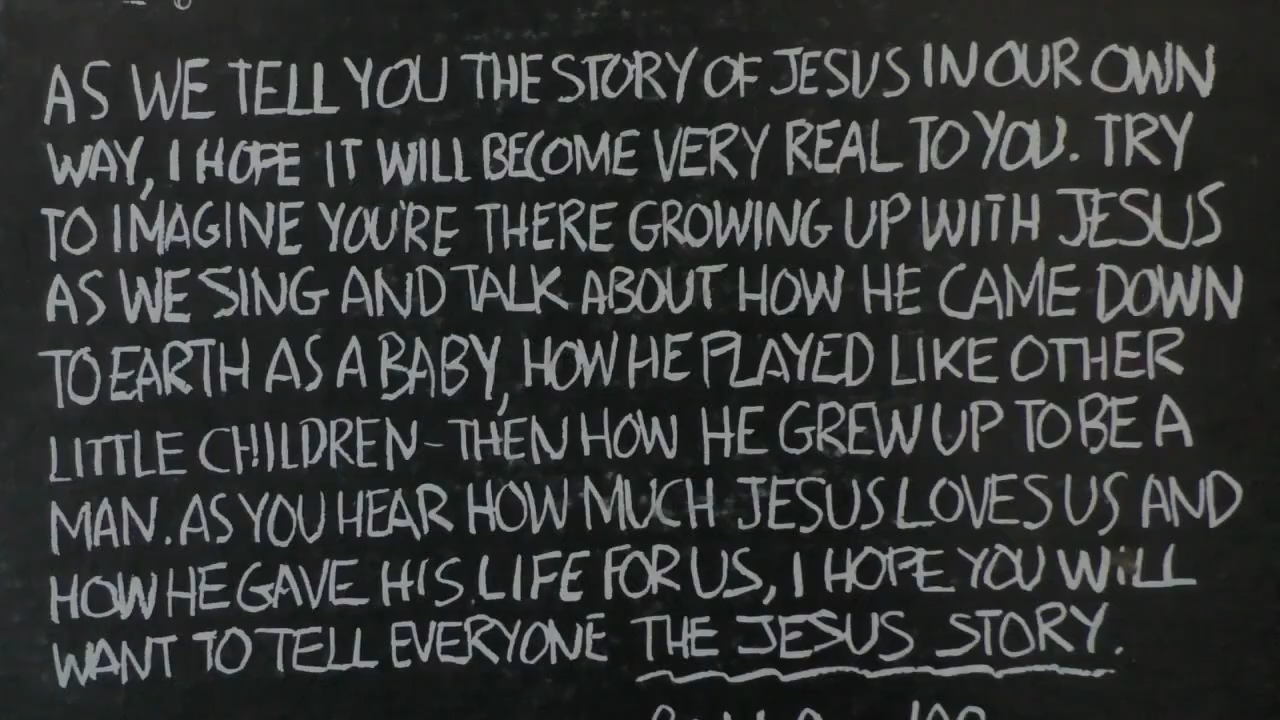 AS WE TELL YOU THE STORY OF JESUS IN OUR OWN
WAY, I HOPE IT WILL BECOME VERY REAL TO YOU. TRY
TO IMAGINE YOU'RE THERE GROWING UP WITH JESUS
AS WE SING AND TALK ABOUT HOW HE CAME DOWN
TO EARTH AS A BABY, HOW HE PLAYED LIKE OTHER
LITTLE CHILDREN - THEN HOW HE GREW UP TO BE A
MAN. AS YOU HEAR HOW MUCH JESUS LOVES US AND
HOW HE GAVE HIS LIFE FOR US, I HOPE YOU WiLL
WANT TO TELL EVERYONE THE JESUS STORY.